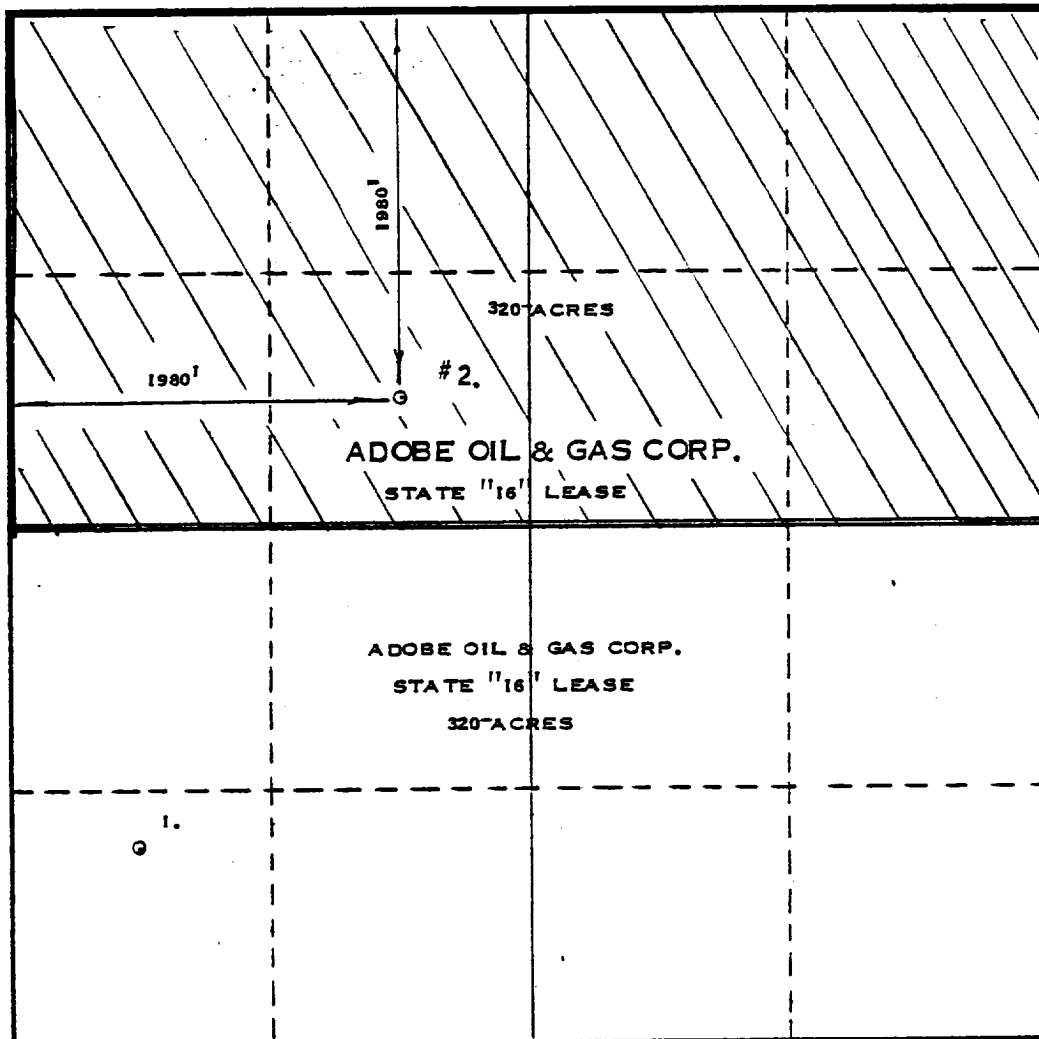 1980'
320 ACRES
#2.
1980'
ADOBE OIL & GAS CORP.
STATE "16" LEASE
ADOBE OIL & GAS CORP.
STATE "16" LEASE
320 ACRES
1.